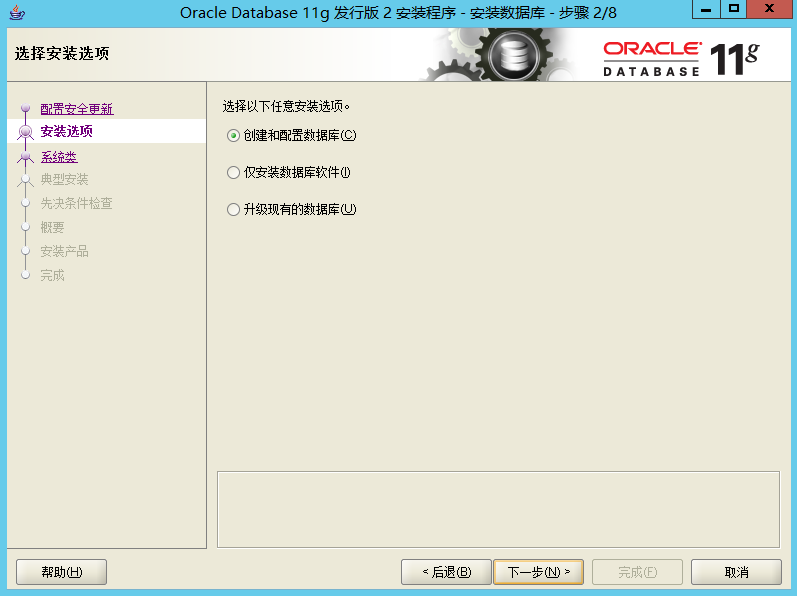 Oracle Database 11g 发行版 2 安装程序 - 安装数据库 - 步骤 2/8
选择安装选项
ORACLE
DATABASE
11g
配置安全更新
安装选项
系统类
典型安装
先决条件检查
概要
安装产品
完成
选择以下任意安装选项。
创建和配置数据库(C)
仅安装数据库软件(I)
升级现有的数据库(U)
帮助(H)
< 后退(B)
下一步(N) >
完成(F)
取消